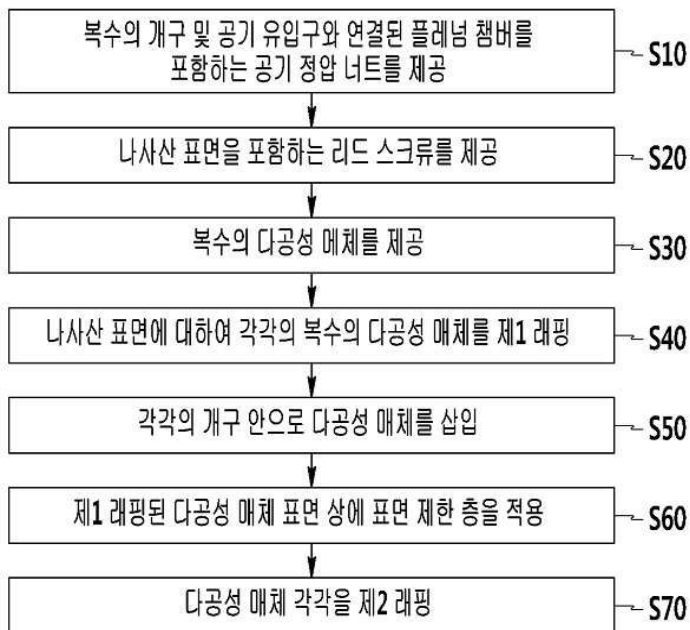 복수의 개구 및 공기 유입구와 연결된 플레넘 챔버를
포함하는 공기 정압 너트를 제공
S10
나사산 표면을 포함하는 리드 스크류를 제공
S20
복수의 다공성 메체를 제공
S30
나사산 표면에 대하여 각각의 복수의 다공성 매체를 제1 래핑
S40
각각의 개구 안으로 다공성 매체를 삽입
S50
제1 래핑된 다공성 매체 표면 상에 표면 제한 층을 적용
S60
다공성 매체 각각을 제2 래핑
S70